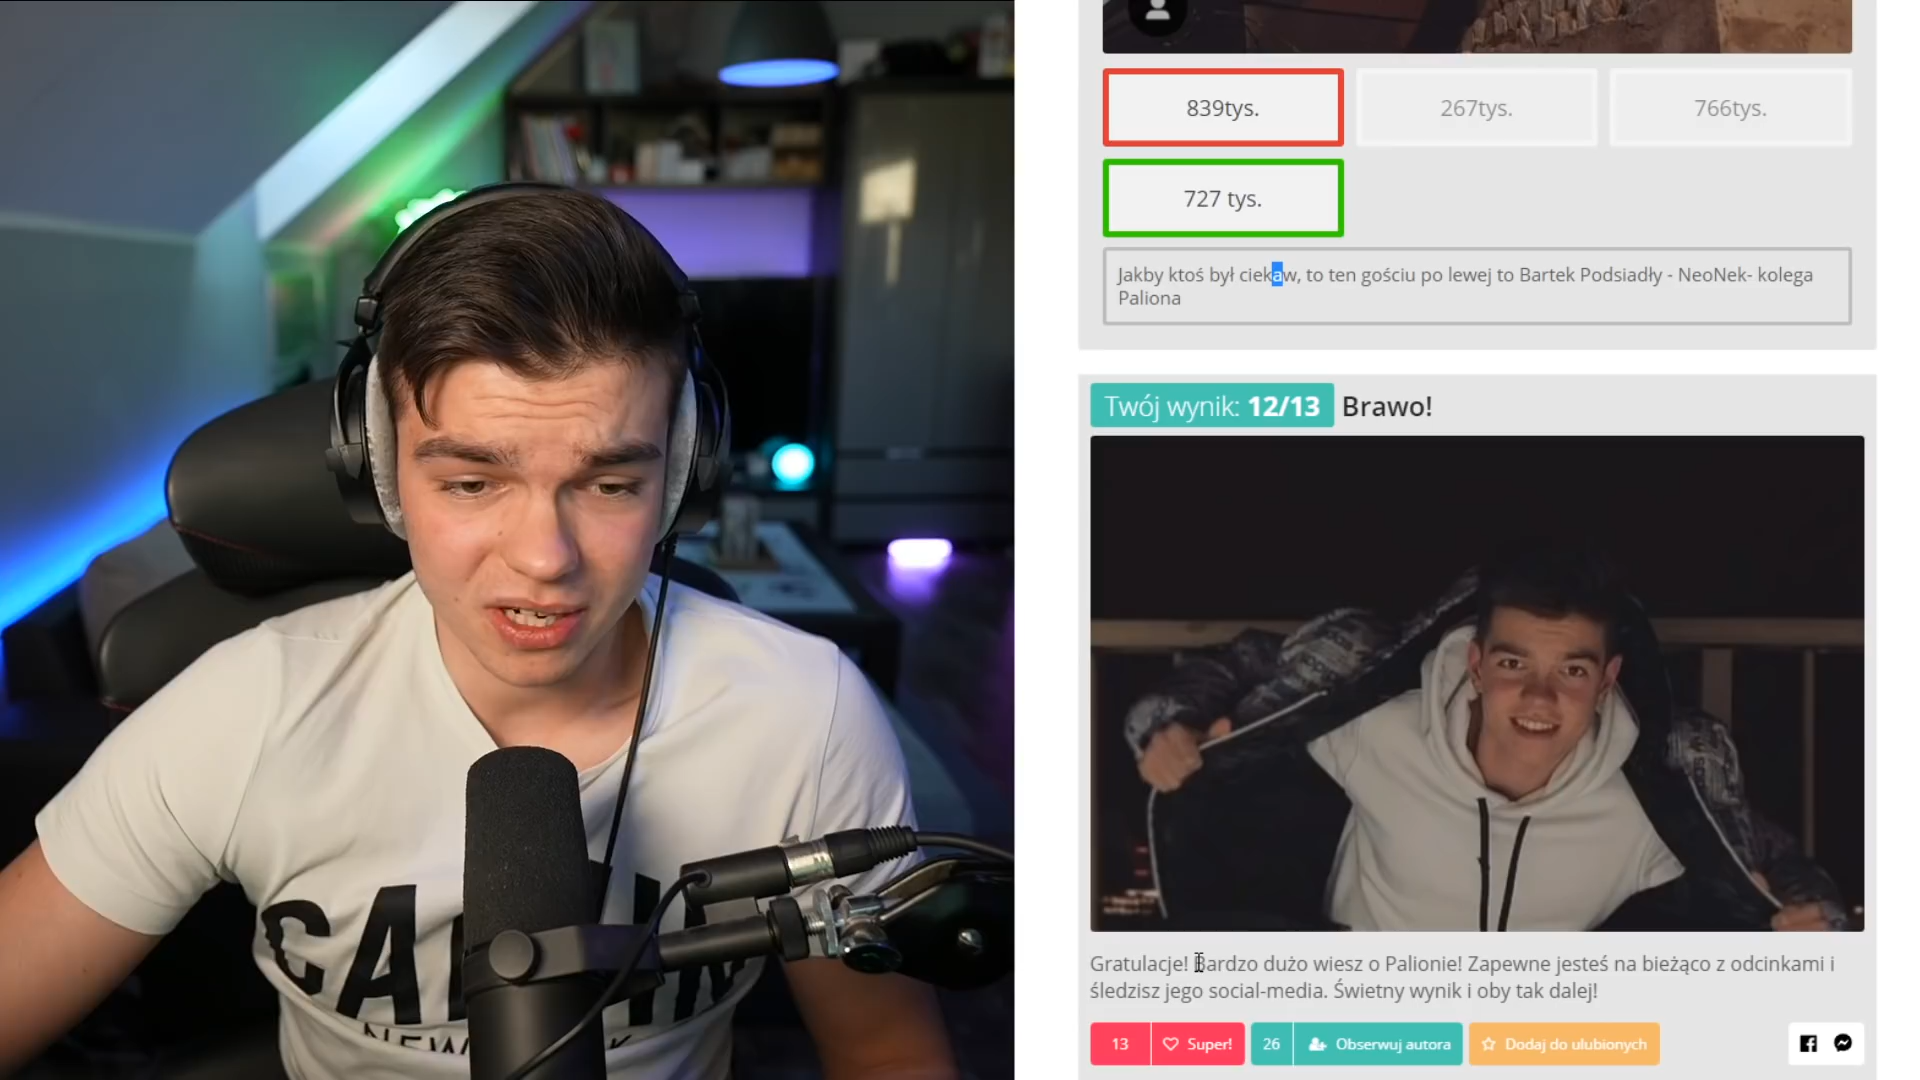 839tys.
267tys.
766tys.
727 tys.
Jakby ktoś był ciekaw, to ten gościu po lewej to Bartek Podsiadły - NeoNek- kolega
Paliona
Twój wynik: 12/13 Brawo!
Gratulacje! Bardzo dużo wiesz o Palionie! Zapewne jesteś na bieżąco z odcinkami i
śledzisz jego social-media. Świetny wynik i oby tak dalej!
13
Super!
26
Obserwuj autora
Dodaj do ulubionych